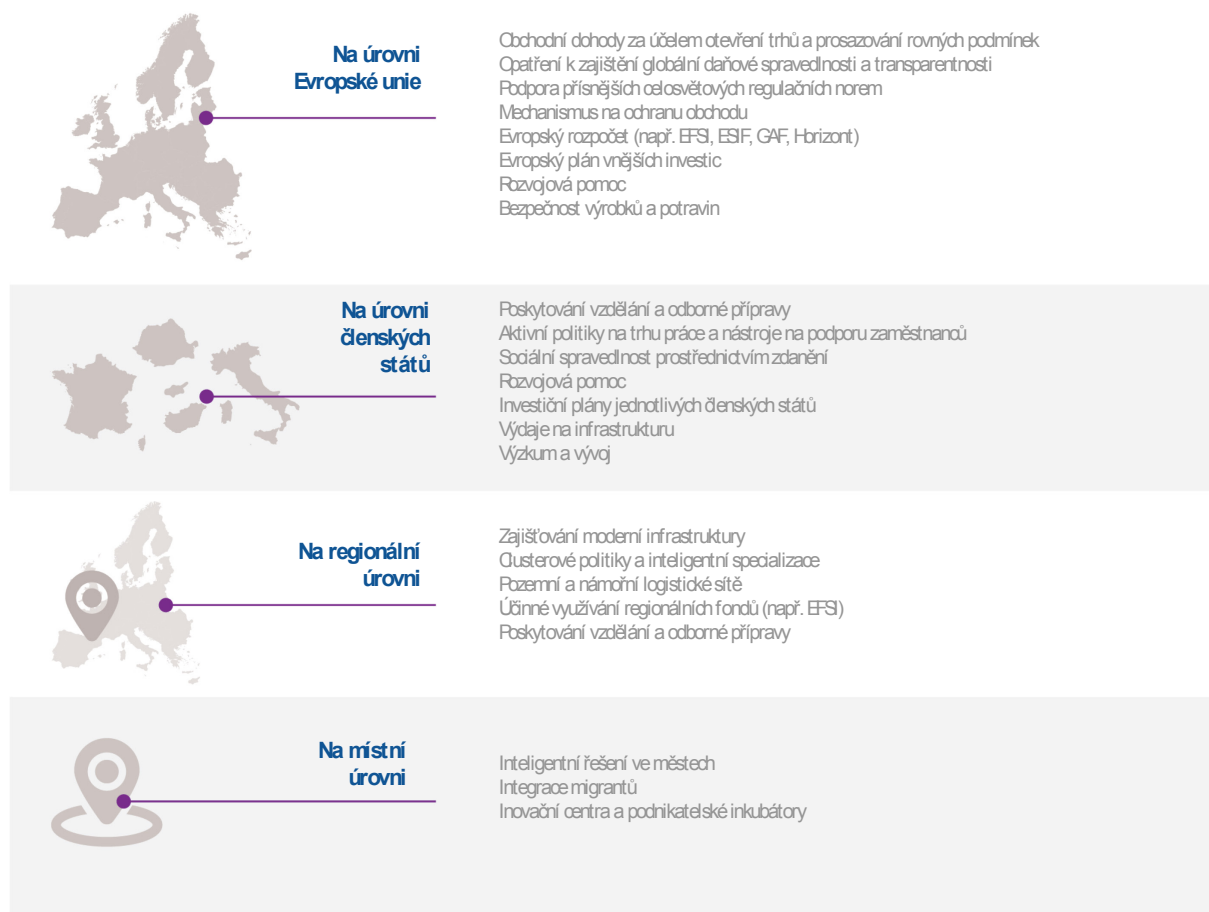 Na úrovni
Evropské unie
Obchodní dohody za účelem otevření trhů a prosazování rovných podmínek
Opatření k zajištění globální daňové spravedlnosti a transparentnosti
Podpora přísnějších celosvětových regulačních norem
Mechanismus na ochranu obchodu
Evropský rozpočet (např. EFSI, ESIF, GAF, Horizont)
Evropský plán vnějších investic
Rozvojová pomoc
Bezpečnost výrobků a potravin
Na úrovni
členských
států
Poskytování vzdělání a odborné přípravy
Aktivní politiky na trhu práce a nástroje na podporu zaměstnanců
Sociální spravedlnost prostřednictvím zdanění
Rozvojová pomoc
Investiční plány jednotlivých členských států
Výdaje na infrastrukturu
Výzkum a vývoj
Na regionální
úrovni
Zajišťování moderní infrastruktury
Clusterové politiky a inteligentní specializace
Pozemní a námořní logistické sítě
Účinné využívání regionálních fondů (např. EFSI)
Poskytování vzdělání a odborné přípravy
Na místní
úrovni
Inteligentní řešení ve městech
Integrace migrantů
Inovační centra a podnikatelské inkubátory